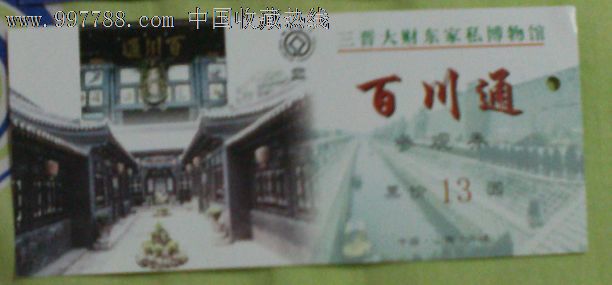 www.997788.com 中国收藏热线
百川通
三晋大财东家私博物馆
百川通
参观券
票价 13 圆